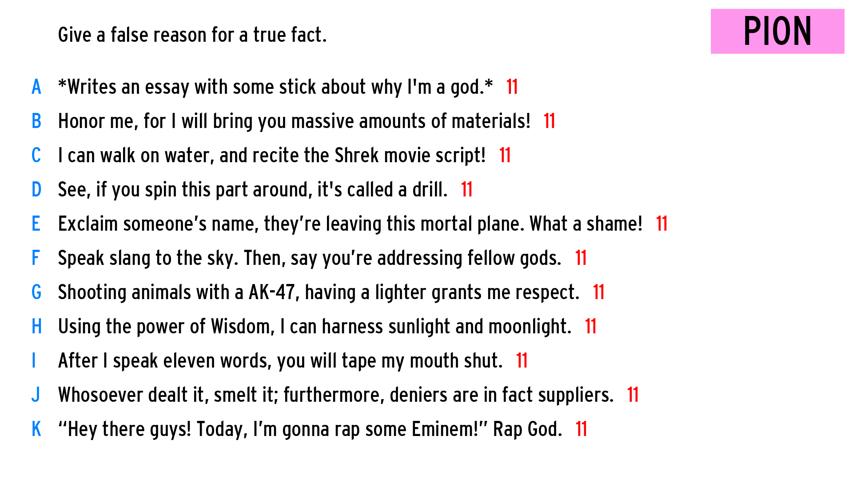 Give a false reason for a true fact.
PION
A *Writes an essay with some stick about why I'm a god.* 11
B Honor me, for I will bring you massive amounts of materials! 11
C I can walk on water, and recite the Shrek movie script! 11
D See, if you spin this part around, it's called a drill. 11
E Exclaim someone’s name, they’re leaving this mortal plane. What a shame! 11
F Speak slang to the sky. Then, say you’re addressing fellow gods. 11
G Shooting animals with a AK-47, having a lighter grants me respect. 11
H Using the power of Wisdom, I can harness sunlight and moonlight. 11
I After I speak eleven words, you will tape my mouth shut. 11
J Whosoever dealt it, smelt it; furthermore, deniers are in fact suppliers. 11
K “Hey there guys! Today, I’m gonna rap some Eminem!” Rap God. 11